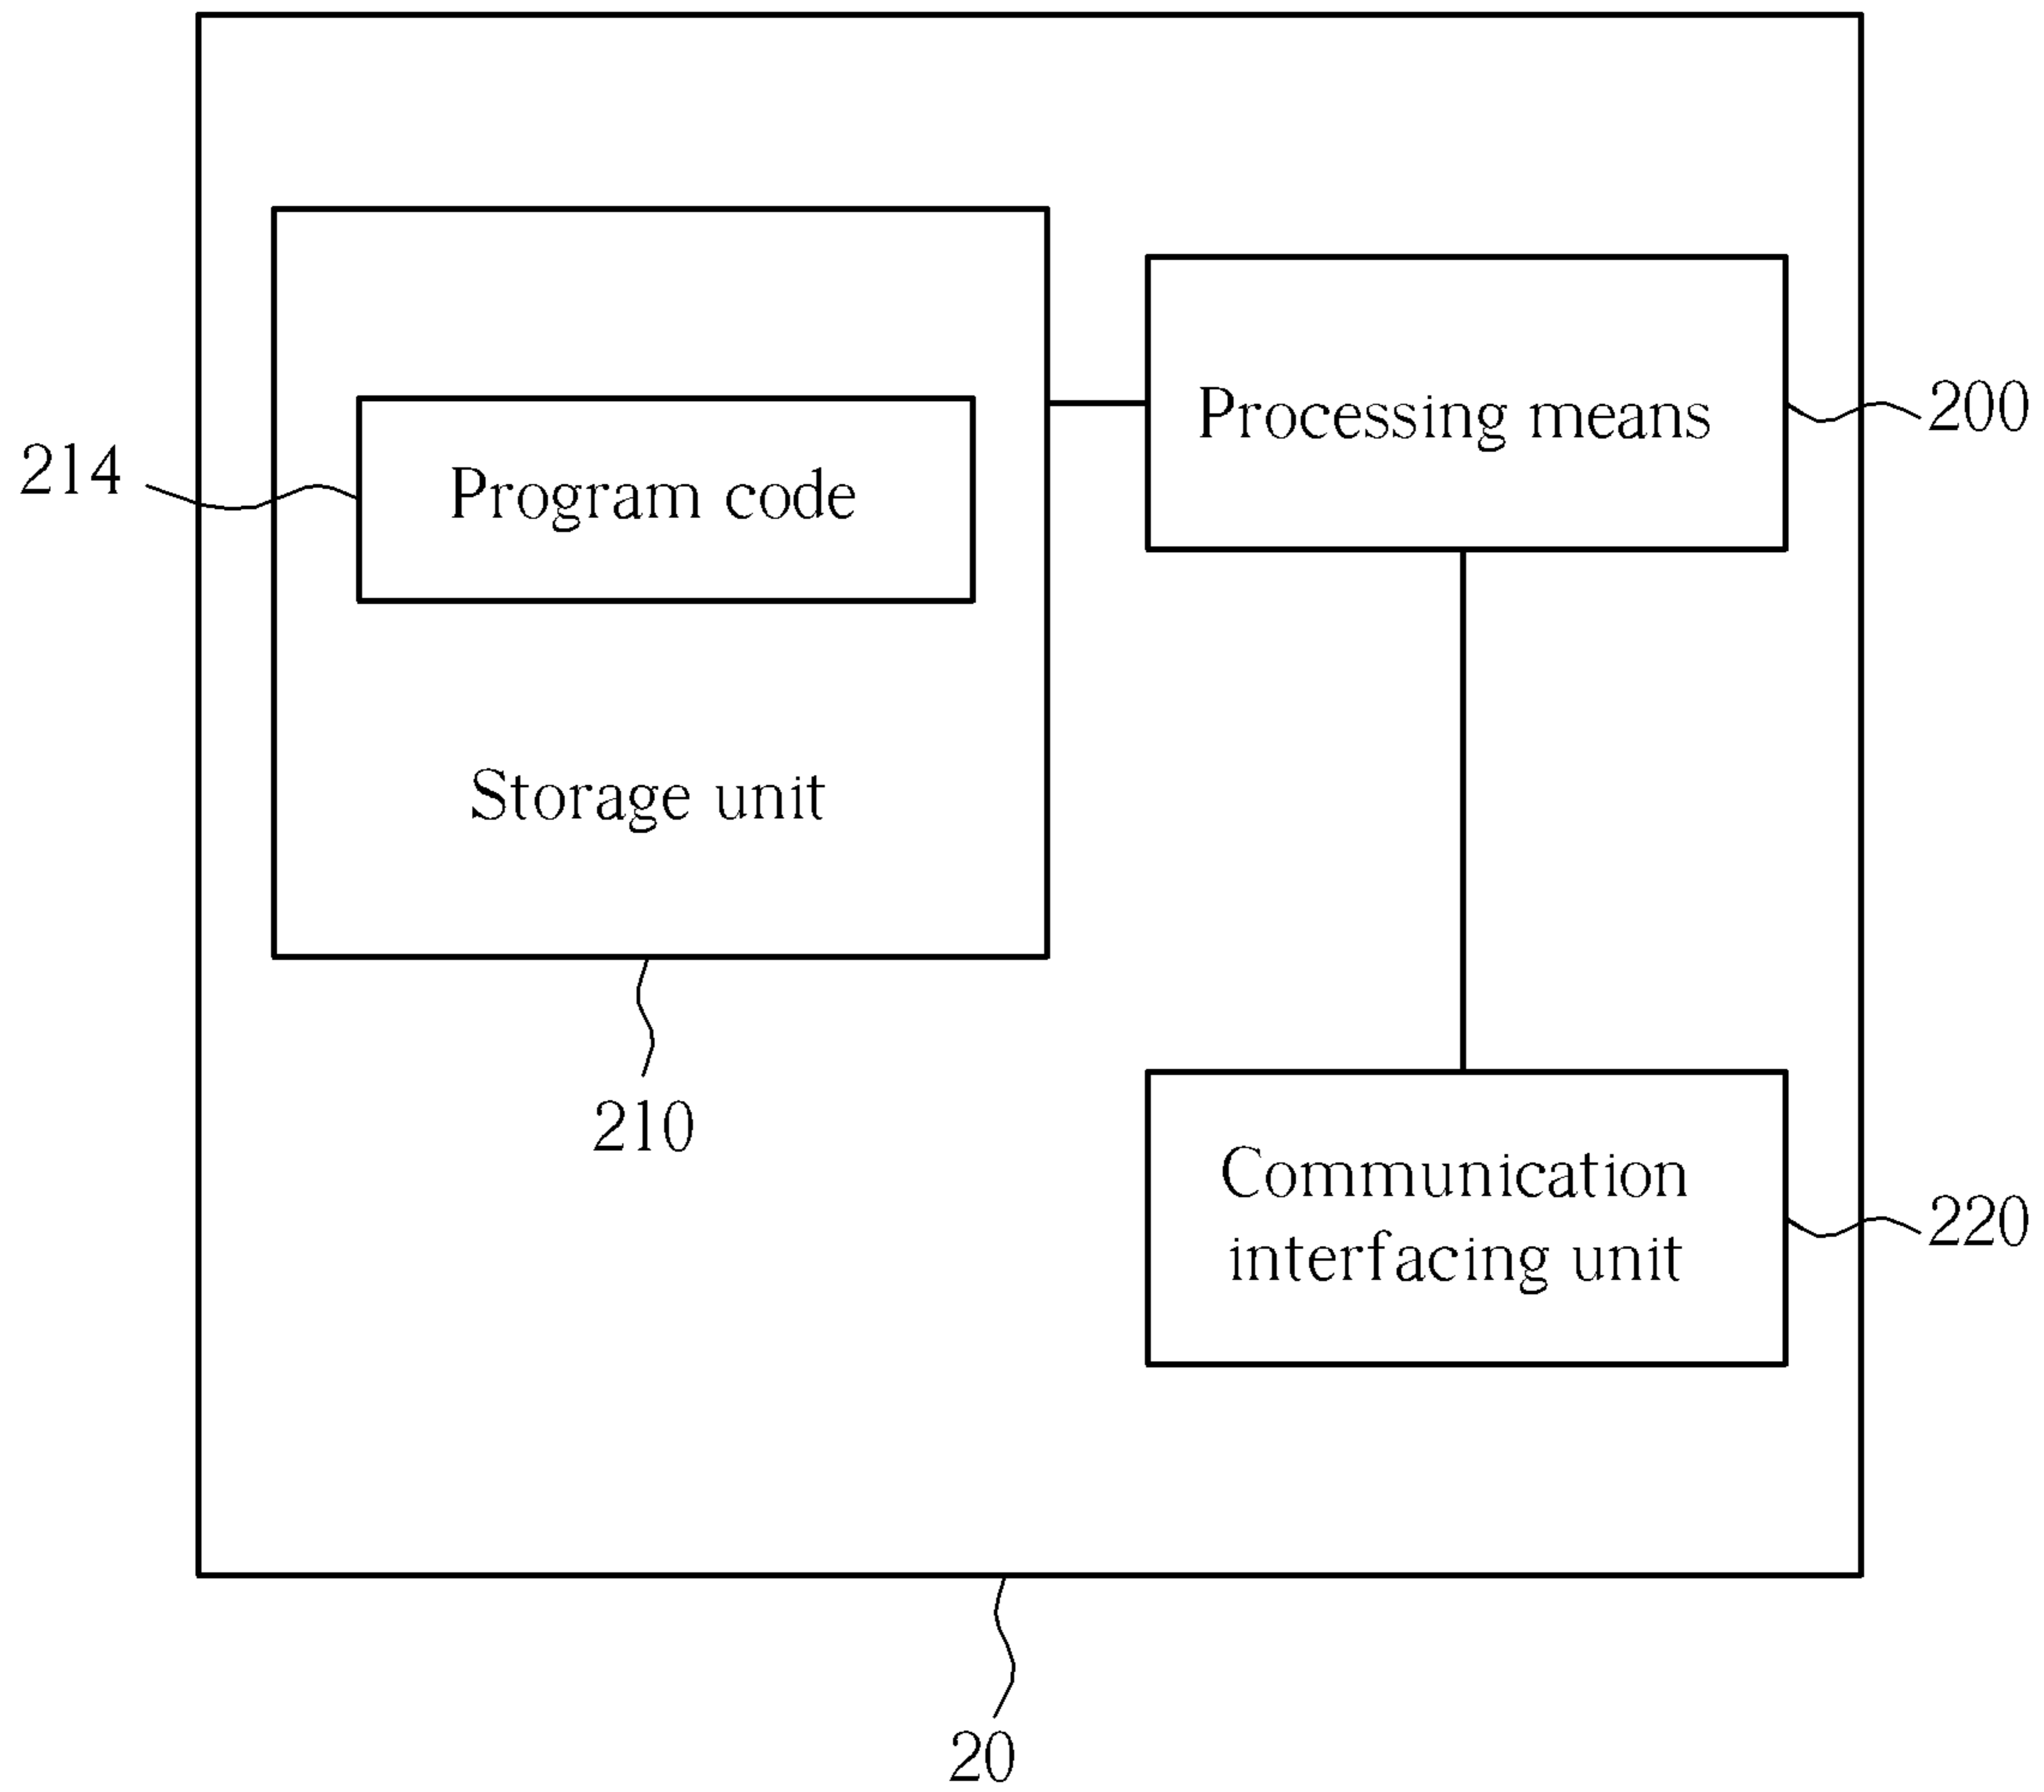 Processing means
200
214
Program code
Storage unit
210
Communication
interfacing unit
220
20